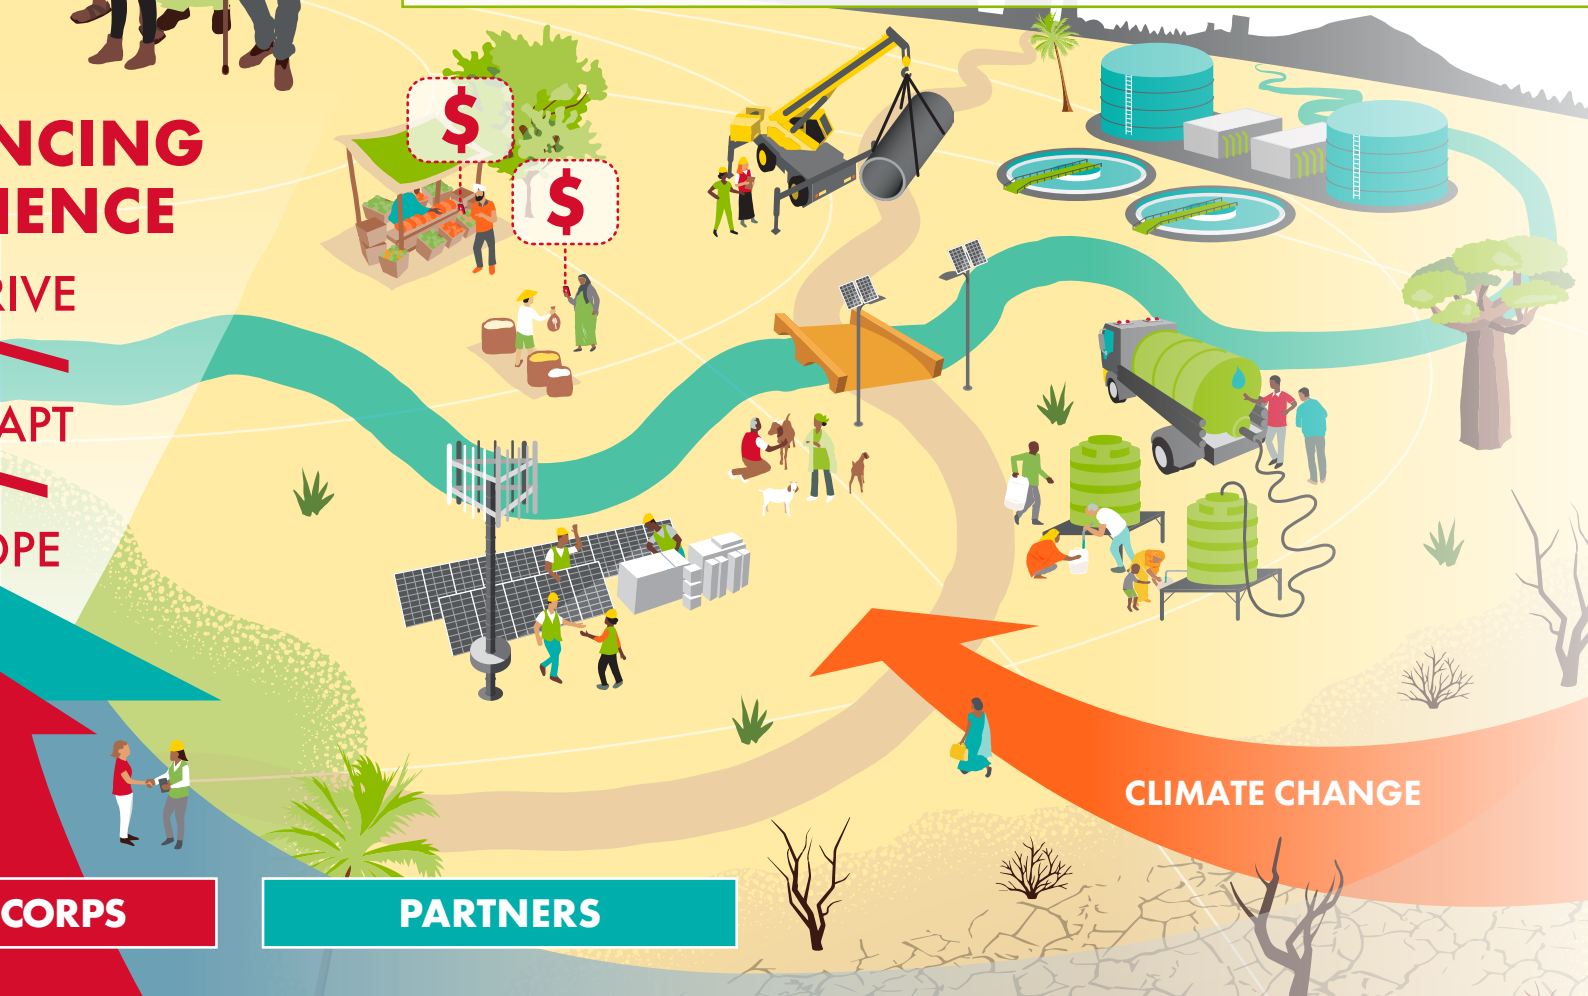 NCING
IENCE
RIVE
APT
OPE
$
$
CLIMATE CHANGE
CORPS
PARTNERS